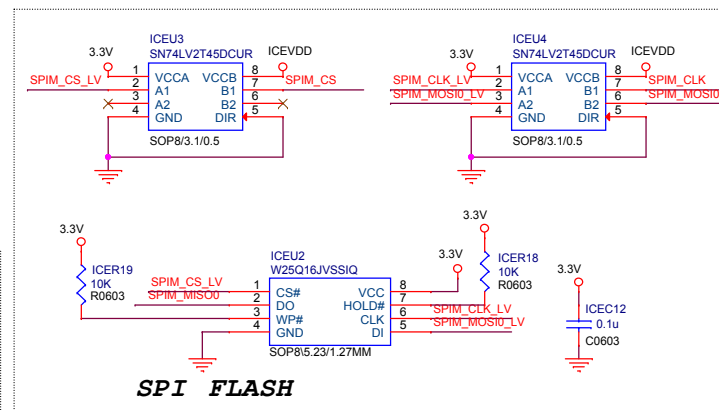 ICEU3
SN74LV2T45DCUR
3.3V
ICEVDD
SPIM_CS_LV
1 VCCA VCCB 8
2 A1 B1 7
SPIM_CS
3 A2 B2 6
4 GND DIR 5
SOP8/3.1/0.5
ICEU4
SN74LV2T45DCUR
3.3V
ICEVDD
SPIM_CLK_LV
SPIM_MOSI0_LV
1 VCCA VCCB 8
2 A1 B1 7
3 A2 B2 6
4 GND DIR 5
SPIM_CLK
SPIM_MOSI0
SOP8/3.1/0.5
3.3V
ICER19
10K
R0603
ICEU2
W25Q16JVSSIQ
SPIM_CS_LV
SPIM_MISO0
1 CS# VCC 8
2 DO HOLD# 7
3 WP# CLK 6
4 GND DI 5
SPIM_CLK_LV
SPIM_MOSI0_LV
SOP8\5.23/1.27MM
3.3V
3.3V
ICER18
10K
R0603
3.3V
ICEC12
0.1u
C0603
SPI FLASH